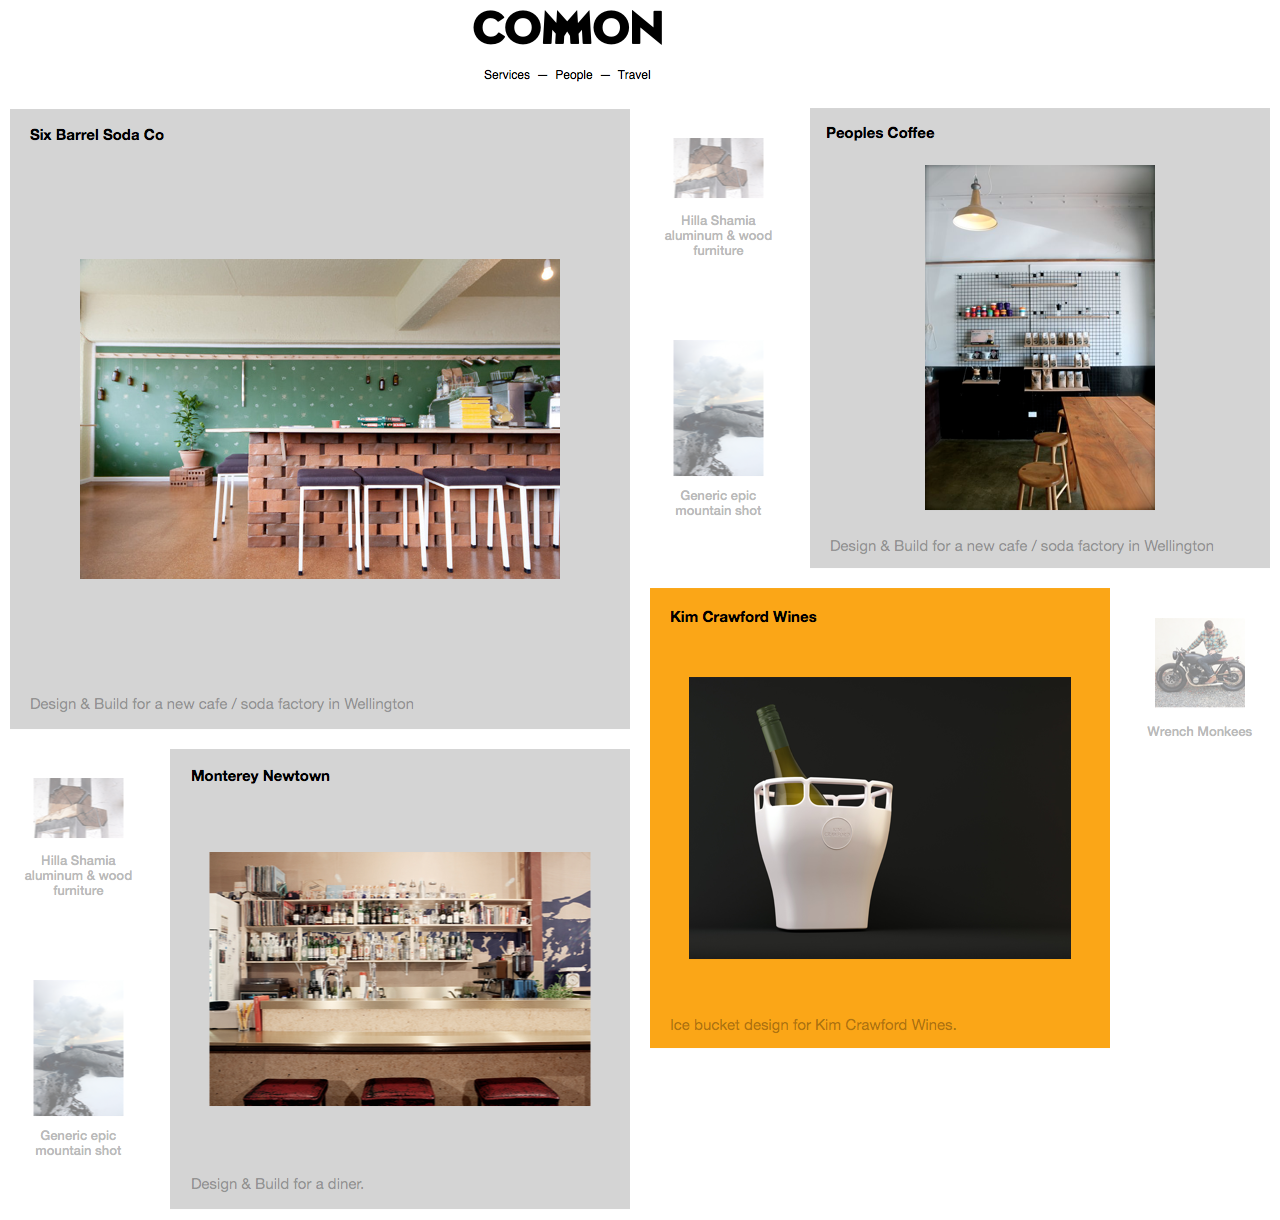 COMMON
Services — People — Travel
Six Barrel Soda Co
Design & Build for a new cafe / soda factory in Wellington
Hilla Shamia
aluminum & wood
furniture
Generic epic
mountain shot
Peoples Coffee
Design & Build for a new cafe / soda factory in Wellington
Kim Crawford Wines
Ice bucket design for Kim Crawford Wines.
Wrench Monkees
Hilla Shamia
aluminum & wood
furniture
Generic epic
mountain shot
Monterey Newtown
Design & Build for a diner.